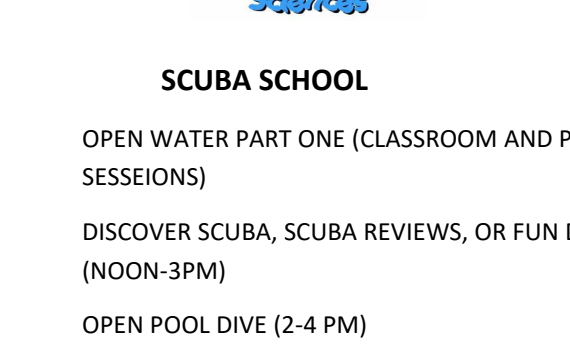 Sciences
SCUBA SCHOOL
OPEN WATER PART ONE (CLASSROOM AND P
SESSEIONS)
DISCOVER SCUBA, SCUBA REVIEWS, OR FUN D
(NOON-3PM)
OPEN POOL DIVE (2-4 PM)